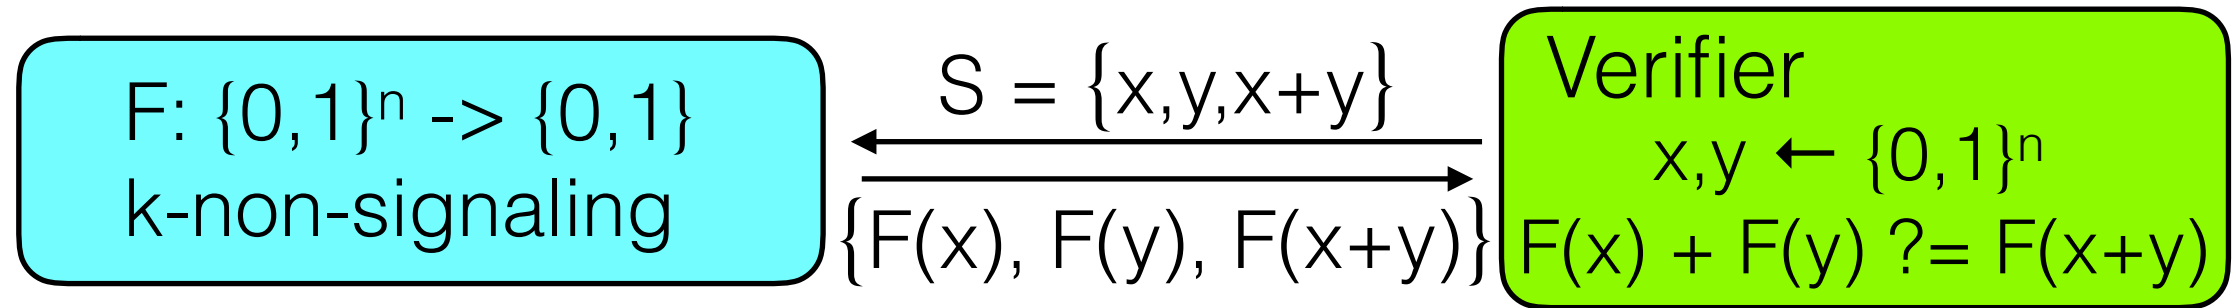 F: {0,1}ⁿ -> {0,1}
k-non-signaling
S = {x,y,x+y}
{F(x), F(y), F(x+y)}
Verifier
x,y ← {0,1}ⁿ
F(x) + F(y) ?= F(x+y)